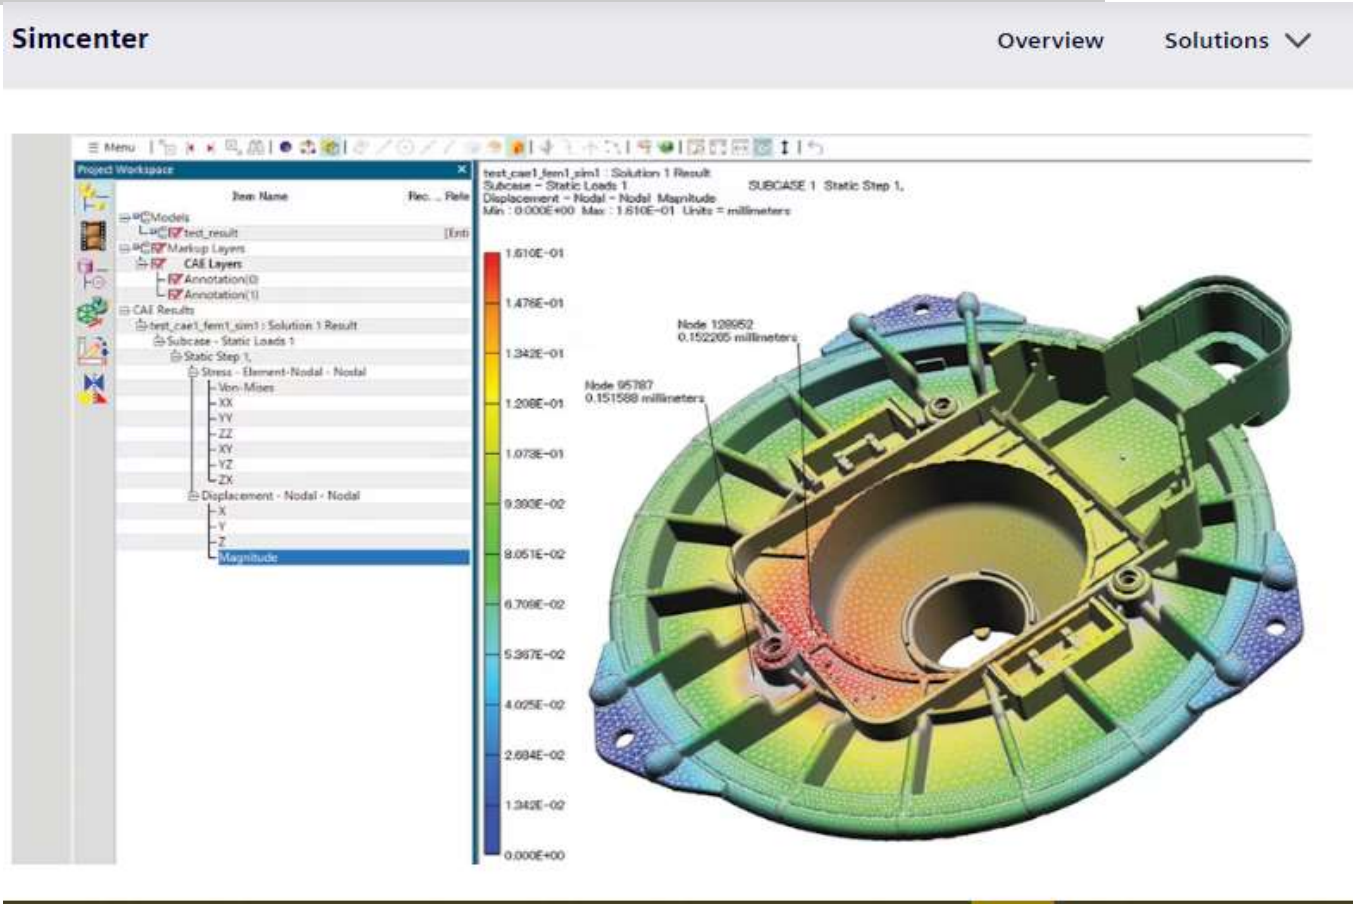 Simcenter
Overview
Solutions
Menu
Project Workspace
Item Name
Rec. .. Rele
Models
test_result
[Enti
Markup Layers
CAE Layers
Annotation(0)
Annotation(1)
CAE Results
test_cae1_fem1_sim1 : Solution 1 Result
Subcase - Static Loads 1
Static Step 1,
Stress - Element-Nodal - Nodal
Von-Mises
XX
YY
ZZ
XY
YZ
ZX
Displacement - Nodal - Nodal
X
Y
Z
Magnitude
test_cae1_fem1_sim1 : Solution 1 Result
Subcase - Static Loads 1
SUBCASE 1 Static Step 1,
Displacement - Nodal - Nodal Magnitude
Min : 0.000E+00 Max : 1.610E-01 Units = millimeters
1.610E-01
1.476E-01
1.342E-01
1.208E-01
1.073E-01
9.393E-02
8.051E-02
6.709E-02
5.367E-02
4.025E-02
2.684E-02
1.342E-02
0.000E+00
Node 128952
0.152265 millimeters
Node 95787
0.151588 millimeters